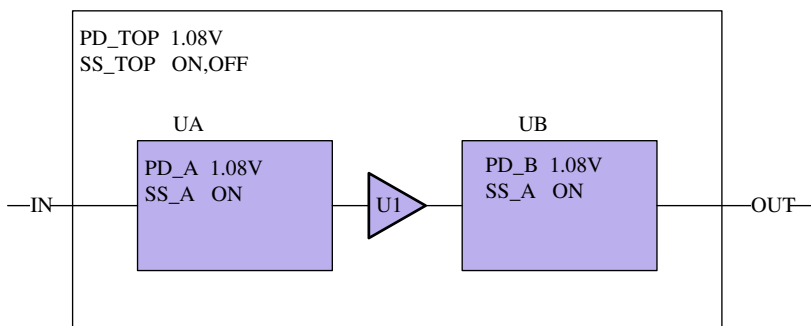 PD_TOP 1.08V
SS_TOP ON,OFF
UA
UB
PD_A 1.08V
SS_A ON
PD_B 1.08V
SS_A ON
IN
U1
OUT